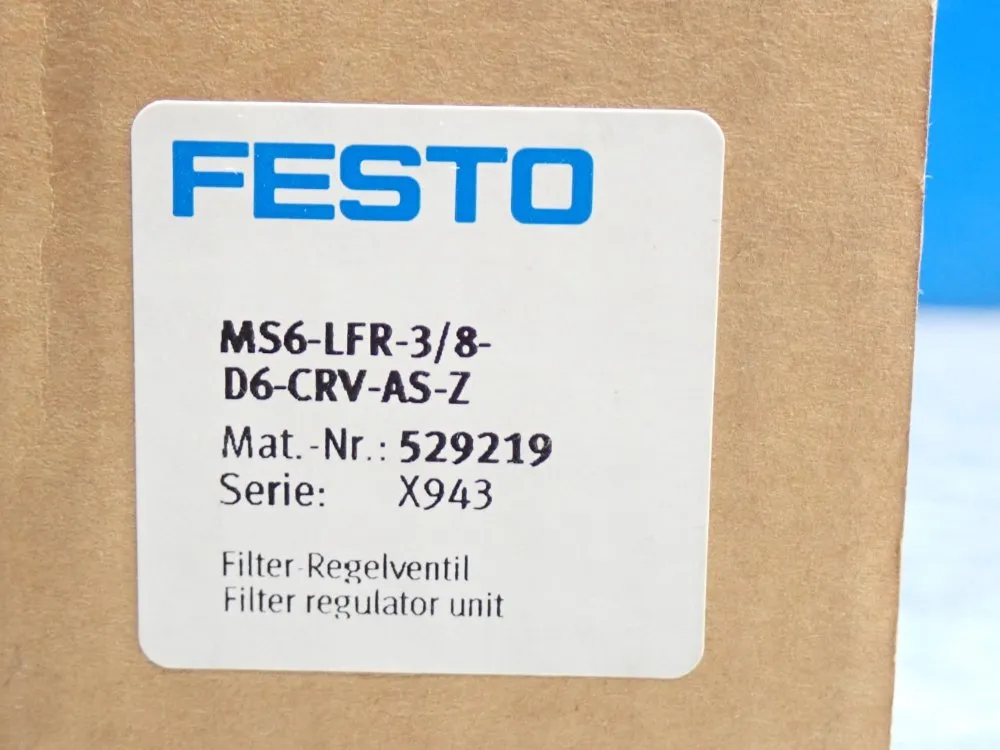 FESTO
MS6-LFR-3/8-
D6-CRV-AS-Z
Mat.-Nr.: 529219
Serie: X943
Filter-Regelventil
Filter regulator unit